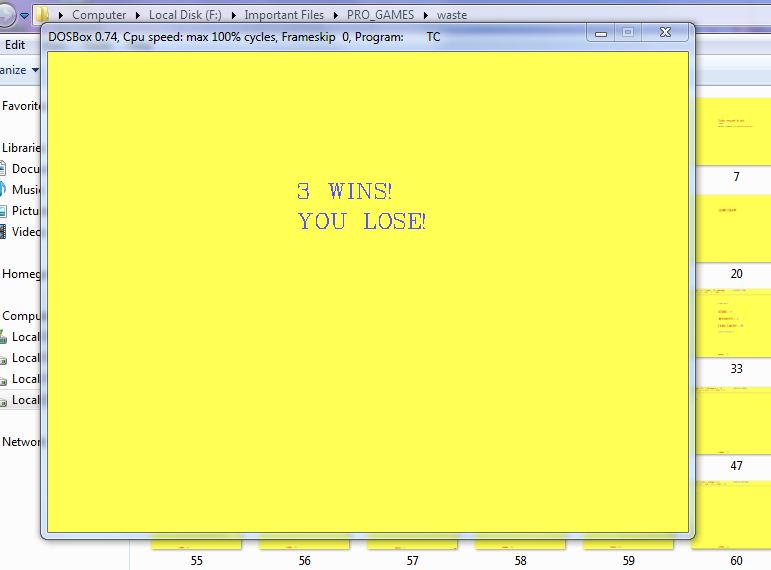 Computer ▸ Local Disk (F:) ▸ Important Files ▸ PRO_GAMES ▸ waste
DOSBox 0.74, Cpu speed: max 100% cycles, Frameskip 0, Program: TC
Edit
anize
Favorite
Librarie
Docu
Music
Pictu
Video
Homeg
Compu
Local
Local
Local
Local
Networ
3 WINS!
YOU LOSE!
7
20
33
47
55 56 57 58 59 60